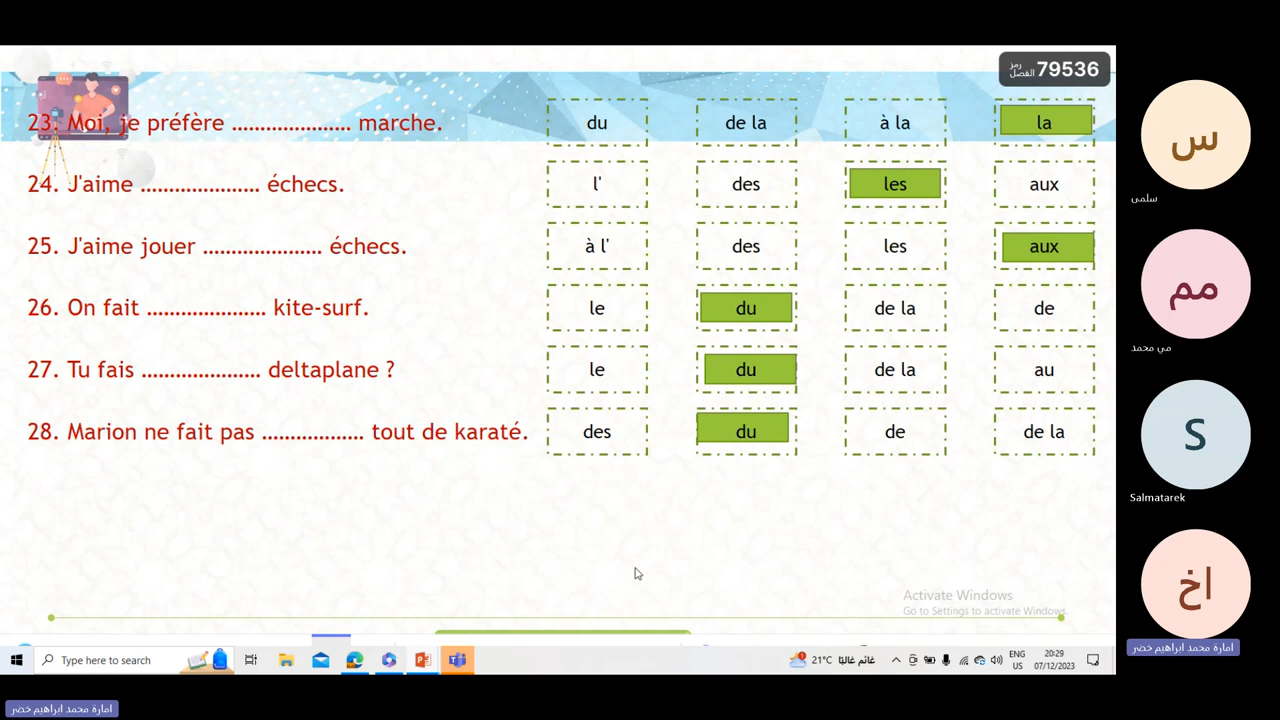 رمز الفصل 79536
23. Moi, je préfère ..................... marche. du de la à la la
24. J'aime ..................... échecs. l' des les aux
25. J'aime jouer ..................... échecs. à l' des les aux
26. On fait ..................... kite-surf. le du de la de
27. Tu fais ..................... deltaplane ? le du de la au
28. Marion ne fait pas .................. tout de karaté. des du de de la
Activate Windows
Go to Settings to activate Windows.
Type here to search
21°C غائم غالبًا
ENG
US
20:29
07/12/2023
س
سلمى
مم
مي محمد
S
Salmatarek
اخ
امارة محمد ابراهيم خضر
امارة محمد ابراهيم خضر